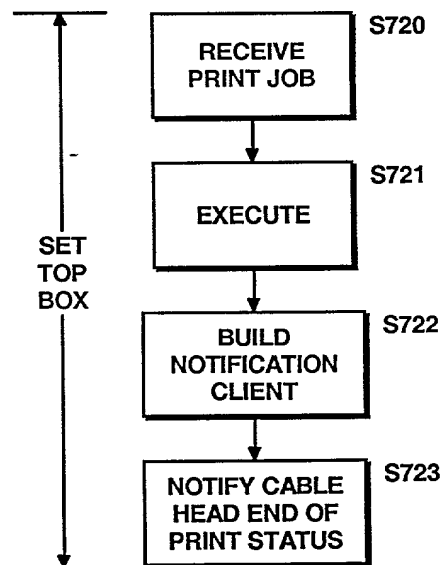 S720
RECEIVE
PRINT JOB
S721
EXECUTE
SET
TOP
BOX
S722
BUILD
NOTIFICATION
CLIENT
S723
NOTIFY CABLE
HEAD END OF
PRINT STATUS